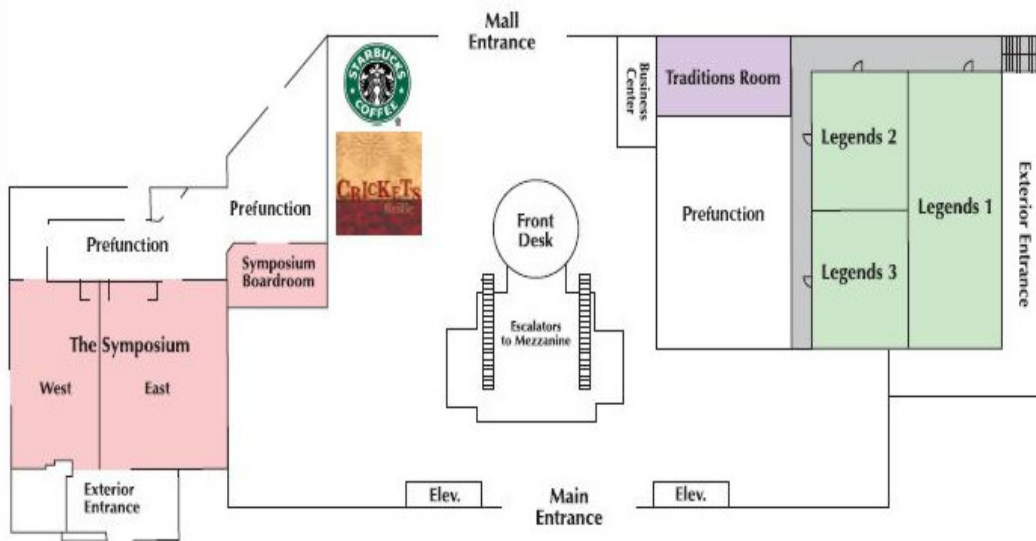 Mall
Entrance
STARBUCKS
COFFEE
®
CRICKETS
Business
Center
Traditions Room
Legends 2
Legends 1
Legends 3
Exterior Entrance
Prefunction
Prefunction
Prefunction
Symposium
Boardroom
Front
Desk
Escalators
to Mezzanine
The Symposium
West
East
Exterior
Entrance
Elev.
Main
Entrance
Elev.